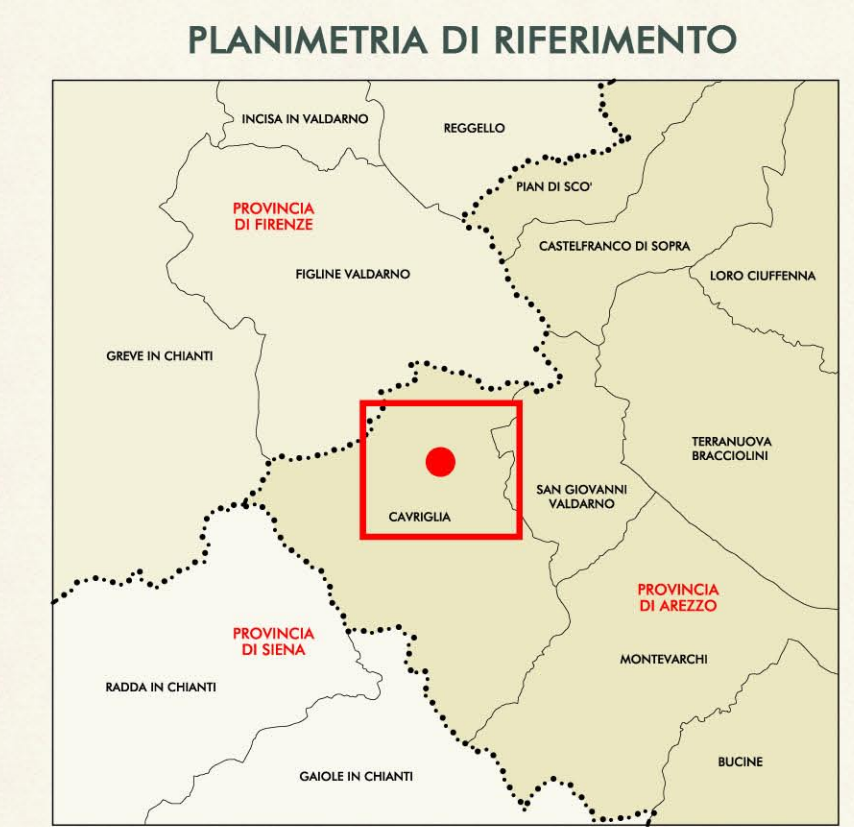 PLANIMETRIA DI RIFERIMENTO
INCISA IN VALDARNO
REGGELLO
PIAN DI SCO'
PROVINCIA
DI FIRENZE
CASTELFRANCO DI SOPRA
FIGLINE VALDARNO
LORO CIUFFENNA
GREVE IN CHIANTI
TERRANUOVA
BRACCIOLINI
SAN GIOVANNI
VALDARNO
CAVRIGLIA
PROVINCIA
DI AREZZO
PROVINCIA
DI SIENA
MONTEVARCHI
RADDA IN CHIANTI
BUCINE
GAIOLE IN CHIANTI